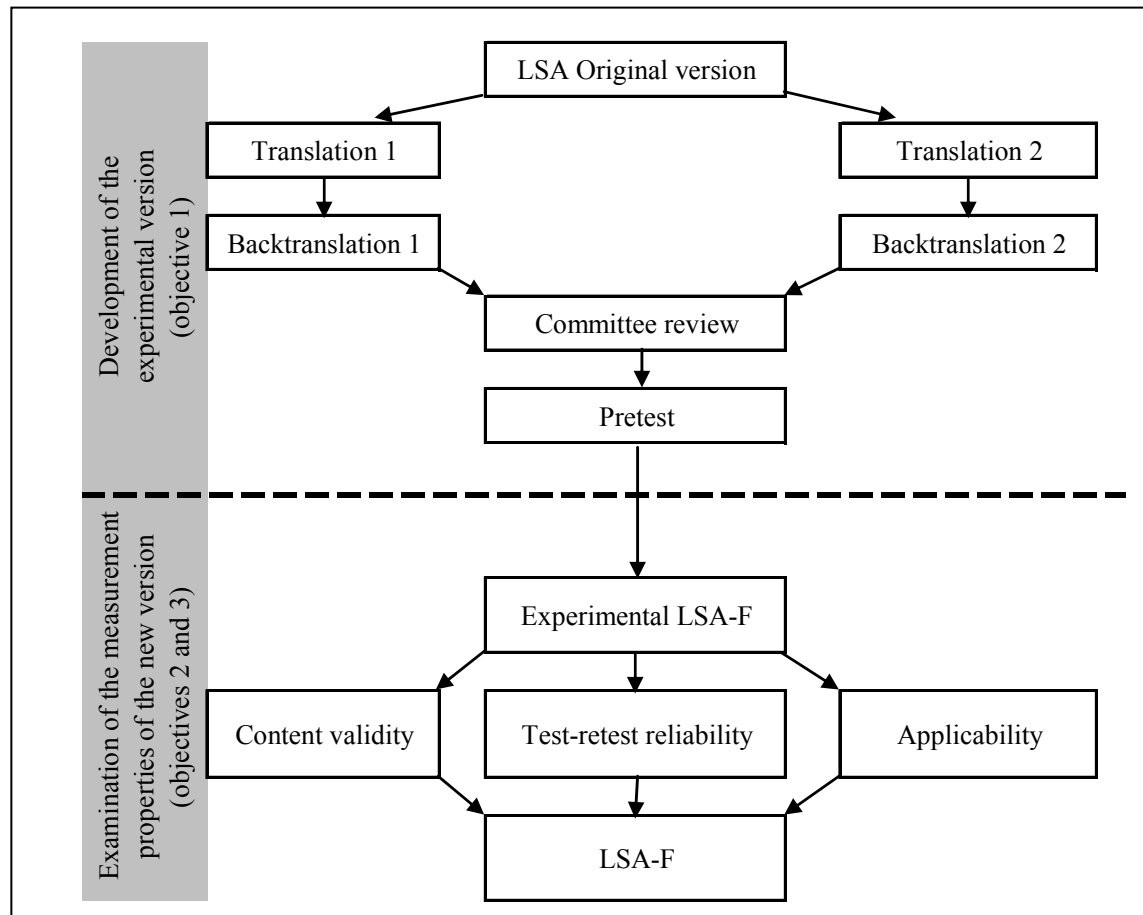 Development of the
experimental version
(objective 1)
LSA Original version
Translation 1
Translation 2
Backtranslation 1
Backtranslation 2
Committee review
Pretest
Examination of the measurement
properties of the new version
(objectives 2 and 3)
Experimental LSA-F
Content validity
Test-retest reliability
Applicability
LSA-F